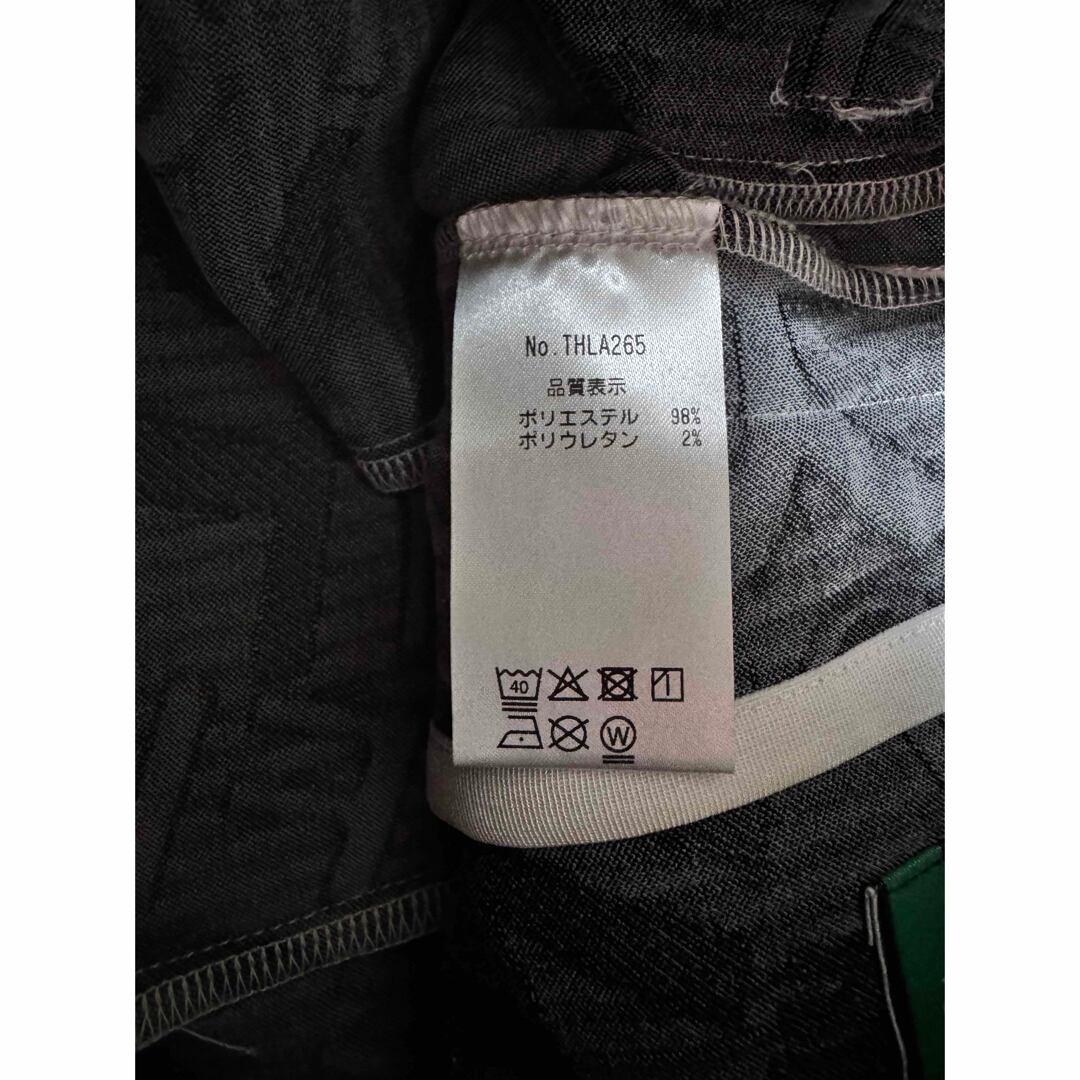 No.THLA265
品質表示
ポリエステル 98%
ポリウレタン 2%
40
W